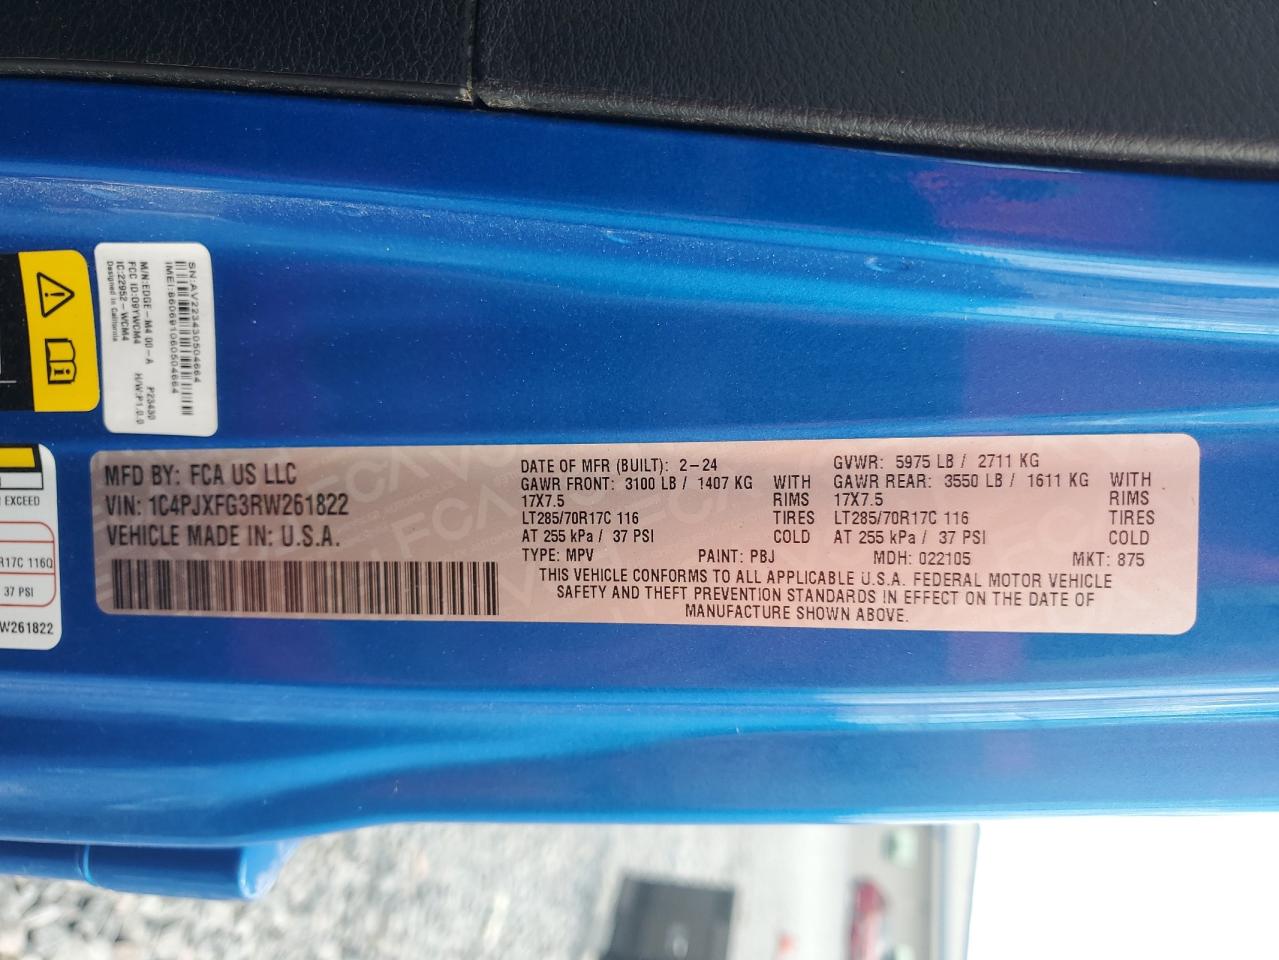 SN:AV223430504664
IMEI:860691060504664
M/N:EDGE-M4 00-A P23430
FCC ID:O9YWCM4 H/W:P1.0.0
IC:22952-WCM4
Designed in California
EXCEED
R17C 116Q
37 PSI
W261822
MFD BY: FCA US LLC
VIN: 1C4PJXFG3RW261822
VEHICLE MADE IN: U.S.A.
DATE OF MFR (BUILT): 2-24 GVWR: 5975 LB / 2711 KG
GAWR FRONT: 3100 LB / 1407 KG WITH GAWR REAR: 3550 LB / 1611 KG WITH
17X7.5 RIMS 17X7.5 RIMS
LT285/70R17C 116 TIRES LT285/70R17C 116 TIRES
AT 255 kPa / 37 PSI COLD AT 255 kPa / 37 PSI COLD
TYPE: MPV PAINT: PBJ MDH: 022105 MKT: 875
THIS VEHICLE CONFORMS TO ALL APPLICABLE U.S.A. FEDERAL MOTOR VEHICLE
SAFETY AND THEFT PREVENTION STANDARDS IN EFFECT ON THE DATE OF
MANUFACTURE SHOWN ABOVE.